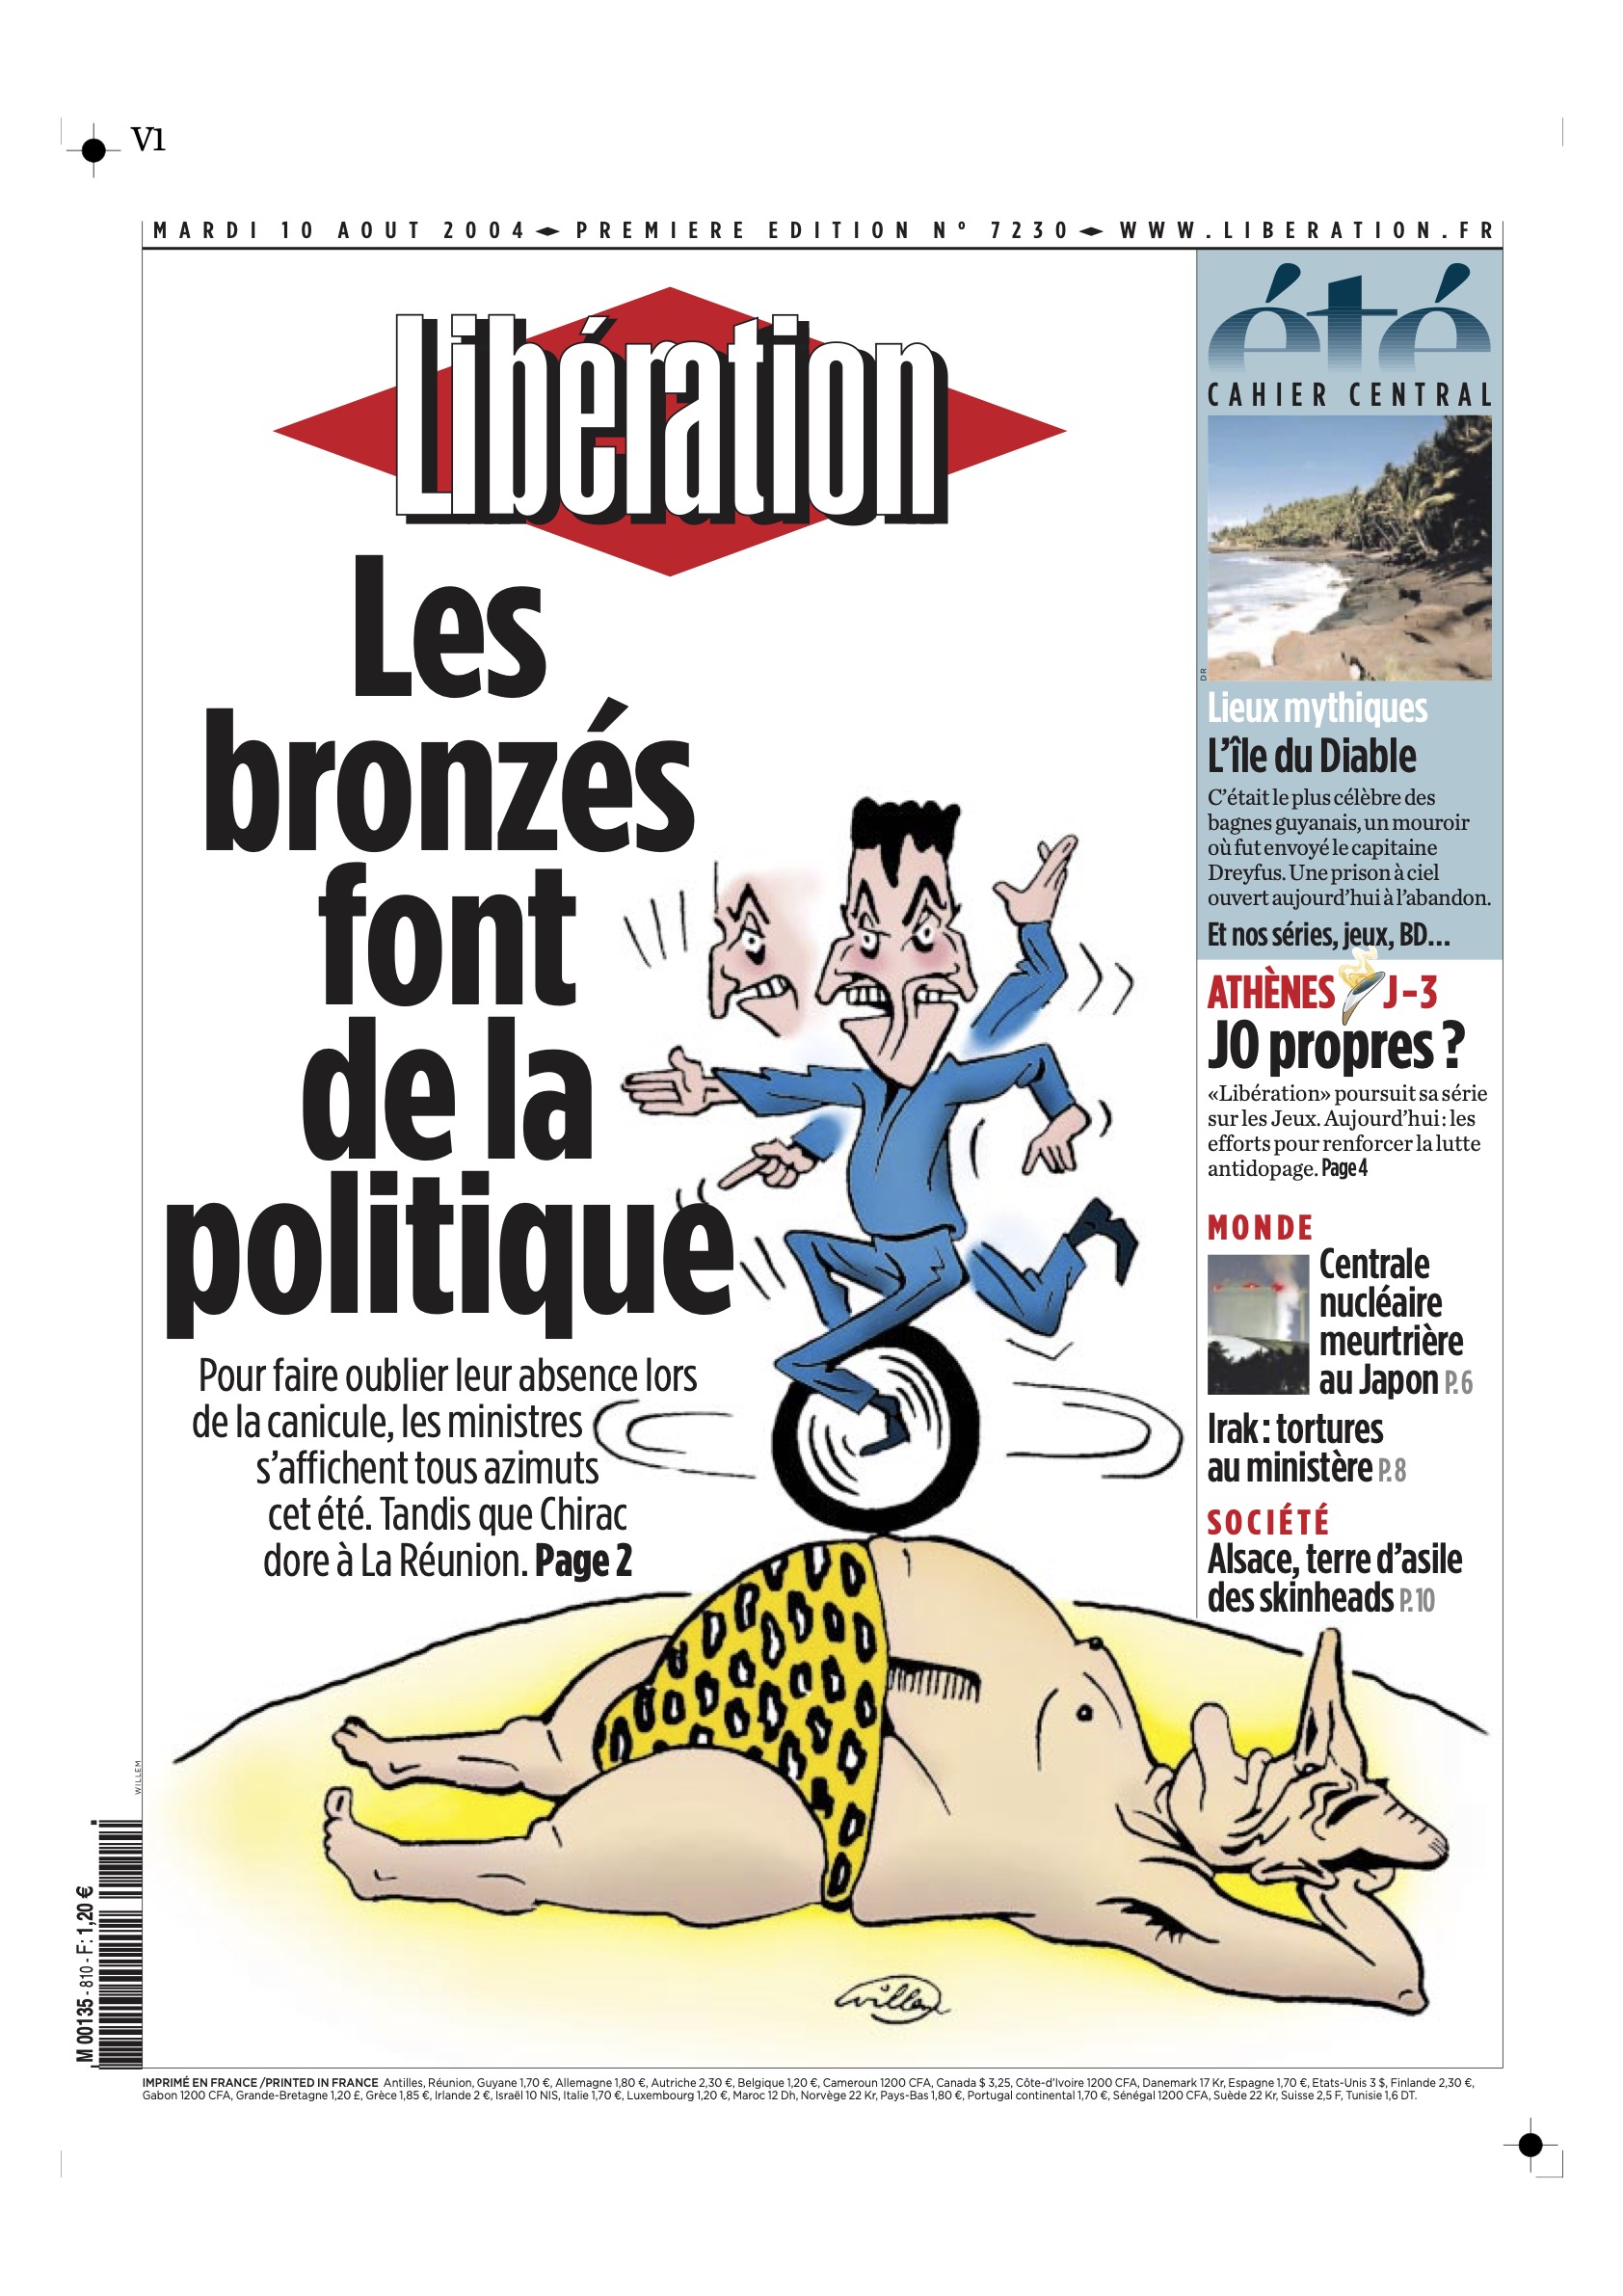 V1
MARDI 10 AOUT 2004 ◆ PREMIERE EDITION Nº 7230 ◆ WWW.LIBERATION.FR
Libération
Les
bronzés
font
de la
politique
Pour faire oublier leur absence lors
de la canicule, les ministres
s’affichent tous azimuts
cet été. Tandis que Chirac
dore à La Réunion. Page 2
été
CAHIER CENTRAL
DR
Lieux mythiques
L’île du Diable
C’était le plus célèbre des
bagnes guyanais, un mouroir
où fut envoyé le capitaine
Dreyfus. Une prison à ciel
ouvert aujourd’hui à l’abandon.
Et nos séries, jeux, BD...
ATHÈNES J-3
JO propres ?
«Libération» poursuit sa série
sur les Jeux. Aujourd’hui: les
efforts pour renforcer la lutte
antidopage. Page 4
MONDE
Centrale
nucléaire
meurtrière
au Japon P.6
Irak: tortures
au ministère P.8
SOCIÉTÉ
Alsace, terre d’asile
des skinheads P.10
WILLEM
willem
M 00135 - 810 - F: 1,20 €
IMPRIMÉ EN FRANCE /PRINTED IN FRANCE Antilles, Réunion, Guyane 1,70 €, Allemagne 1,80 €, Autriche 2,30 €, Belgique 1,20 €, Cameroun 1200 CFA, Canada $ 3,25, Côte-d’Ivoire 1200 CFA, Danemark 17 Kr, Espagne 1,70 €, Etats-Unis 3 $, Finlande 2,30 €,
Gabon 1200 CFA, Grande-Bretagne 1,20 £, Grèce 1,85 €, Irlande 2 €, Israël 10 NIS, Italie 1,70 €, Luxembourg 1,20 €, Maroc 12 Dh, Norvège 22 Kr, Pays-Bas 1,80 €, Portugal continental 1,70 €, Sénégal 1200 CFA, Suède 22 Kr, Suisse 2,5 F, Tunisie 1,6 DT.